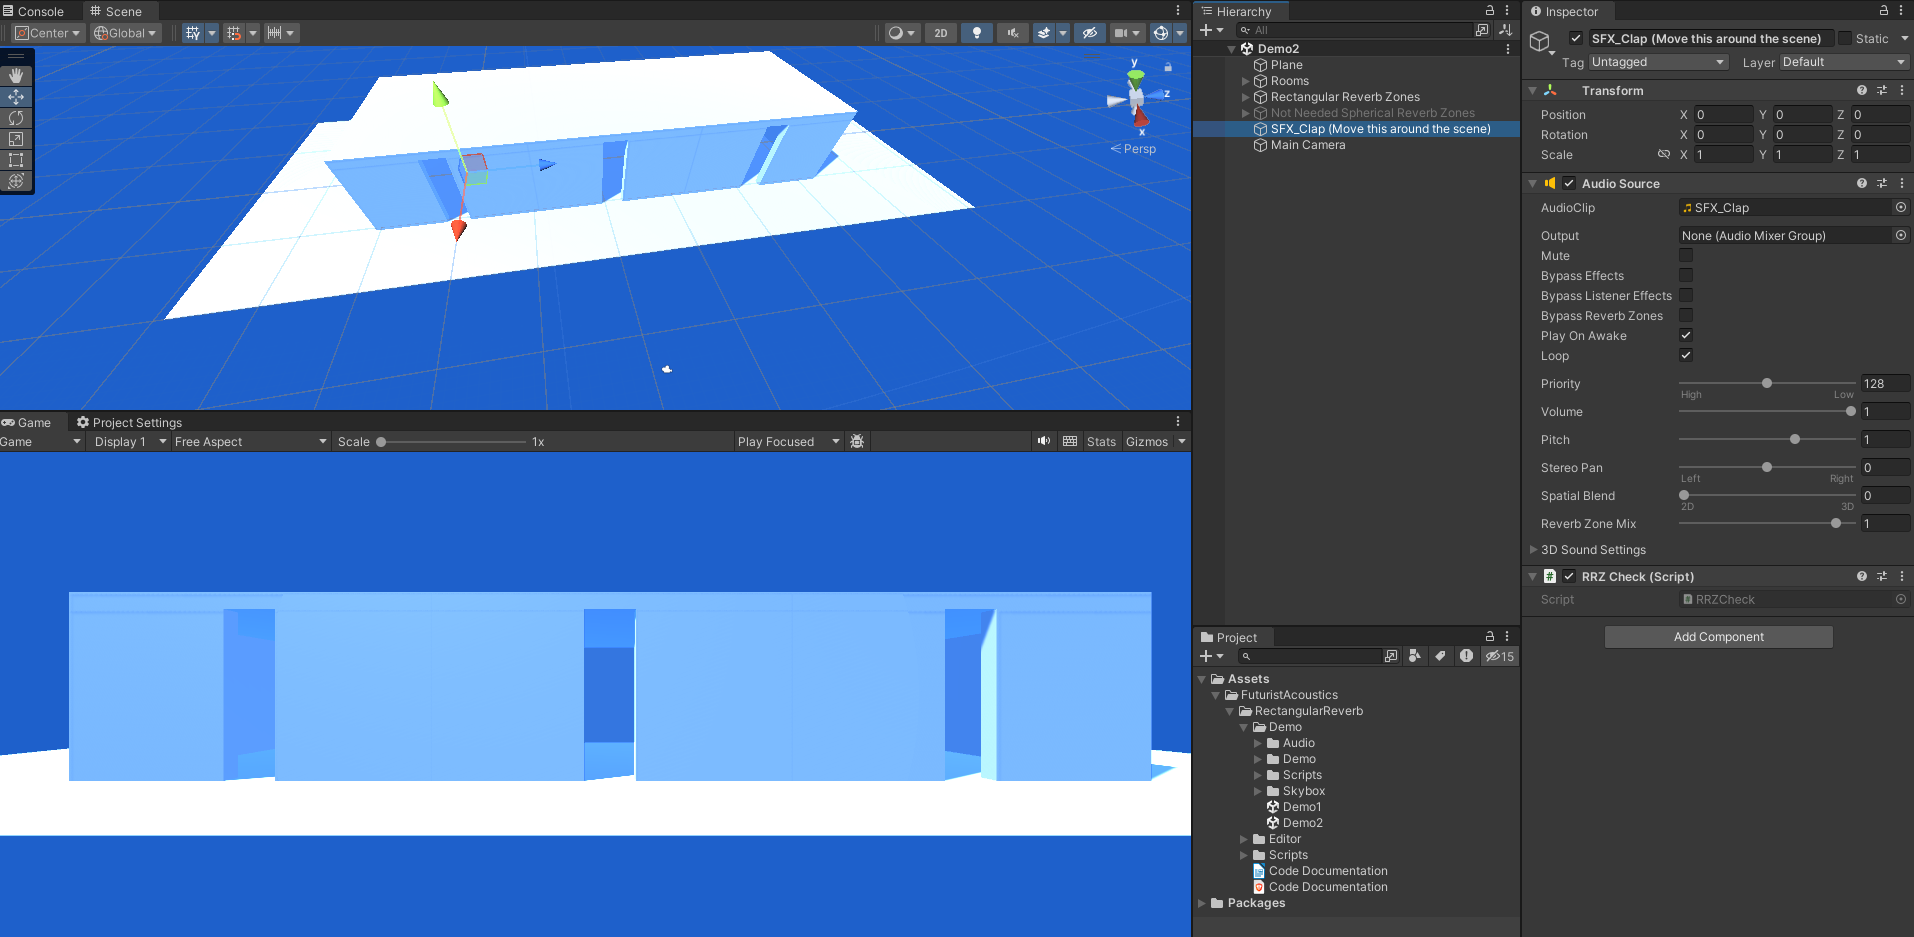 Console
Scene
Center
Global
2D
y
z
x
Persp
Game
Project Settings
Game
Display 1
Free Aspect
Scale
1x
Play Focused
Stats
Gizmos
Hierarchy
All
Demo2
Plane
Rooms
Rectangular Reverb Zones
Not Needed Spherical Reverb Zones
SFX_Clap (Move this around the scene)
Main Camera
Project
15
Assets
FuturistAcoustics
RectangularReverb
Demo
Audio
Demo
Scripts
Skybox
Demo1
Demo2
Editor
Scripts
Code Documentation
Code Documentation
Packages
Inspector
SFX_Clap (Move this around the scene)
Static
Tag Untagged Layer Default
Transform
Position X 0 Y 0 Z 0
Rotation X 0 Y 0 Z 0
Scale X 1 Y 1 Z 1
Audio Source
AudioClip SFX_Clap
Output None (Audio Mixer Group)
Mute
Bypass Effects
Bypass Listener Effects
Bypass Reverb Zones
Play On Awake
Loop
Priority 128
High Low
Volume 1
Pitch 1
Stereo Pan 0
Left Right
Spatial Blend 0
2D 3D
Reverb Zone Mix 1
3D Sound Settings
# RRZ Check (Script)
Script RRZCheck
Add Component